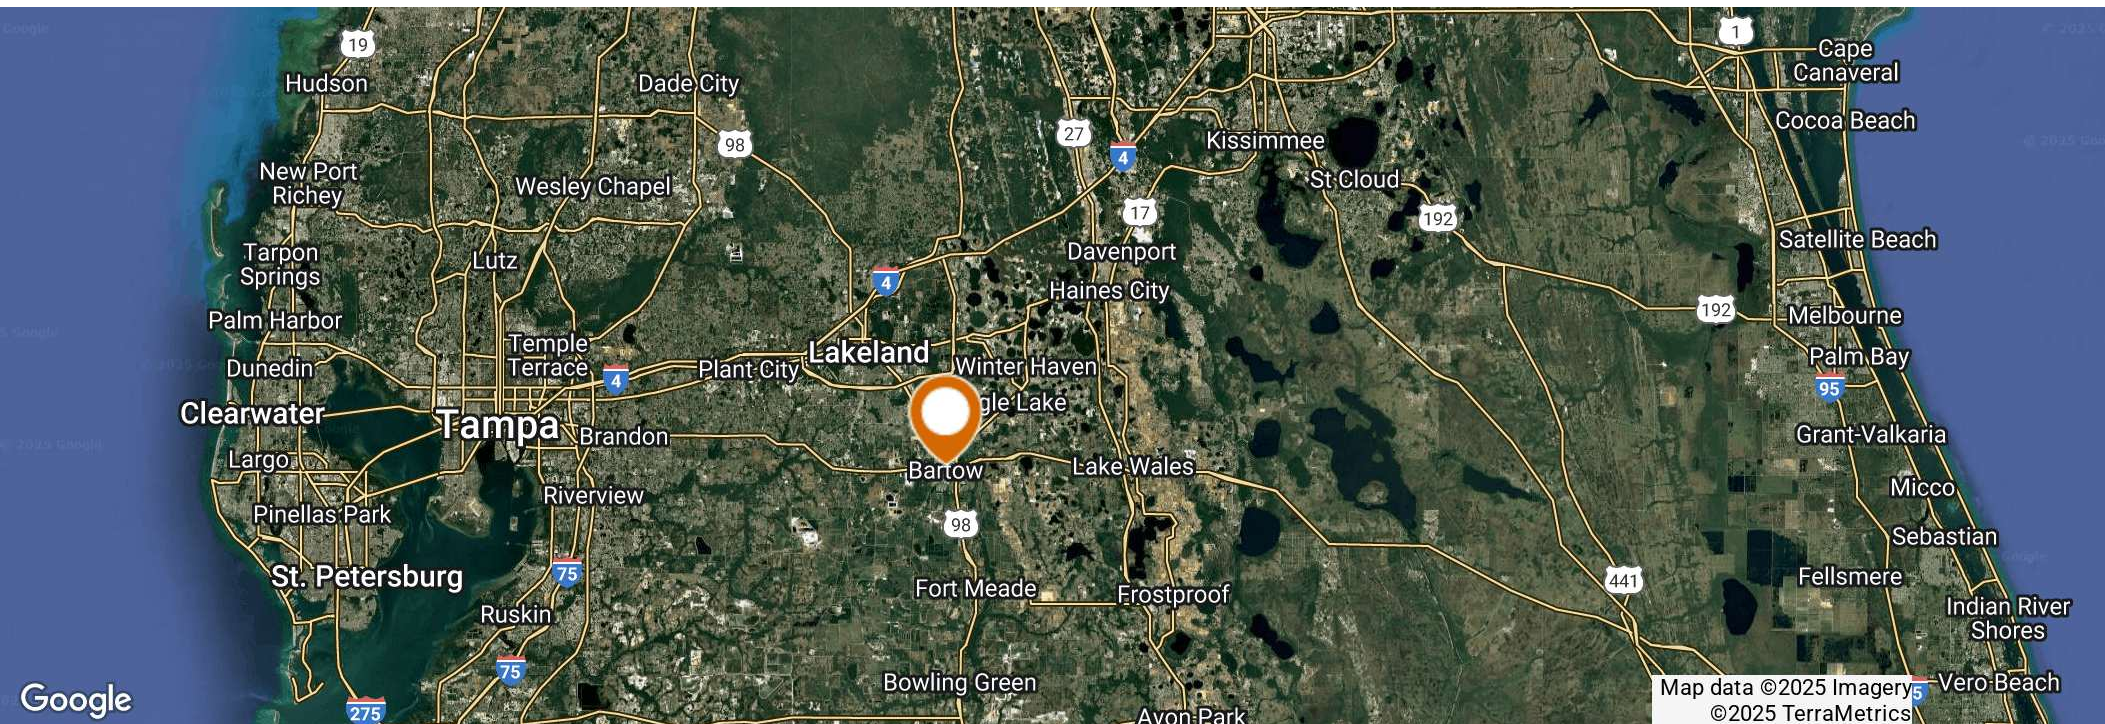 19
1
Cape
Canaveral
Hudson
Dade City
Cocoa Beach
27
98
Kissimmee
4
New Port
Richey
Wesley Chapel
St Cloud
17
192
Satellite Beach
Tarpon
Springs
Lutz
Davenport
4
Haines City
192
Melbourne
Palm Harbor
Temple
Terrace
Lakeland
Palm Bay
Dunedin
4
Plant City
Winter Haven
95
gle Lake
Clearwater
Tampa
Brandon
Grant-Valkaria
Largo
Bartow
Lake Wales
Riverview
Micco
Pinellas Park
98
Sebastian
St. Petersburg
75
Fort Meade
Frostproof
441
Fellsmere
Ruskin
Indian River
Shores
75
Bowling Green
5
Vero Beach
Google
275
Avon Park
Map data ©2025 Imagery
©2025 TerraMetrics